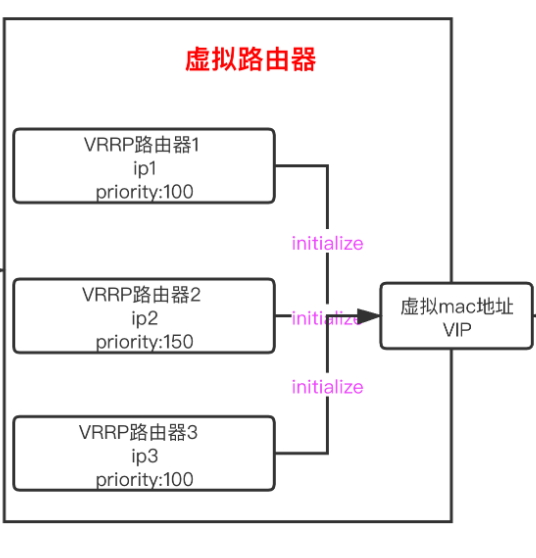 虚拟路由器
VRRP路由器1
ip1
priority:100
initialize
VRRP路由器2
ip2
priority:150
initialize
虚拟mac地址
VIP
initialize
VRRP路由器3
ip3
priority:100